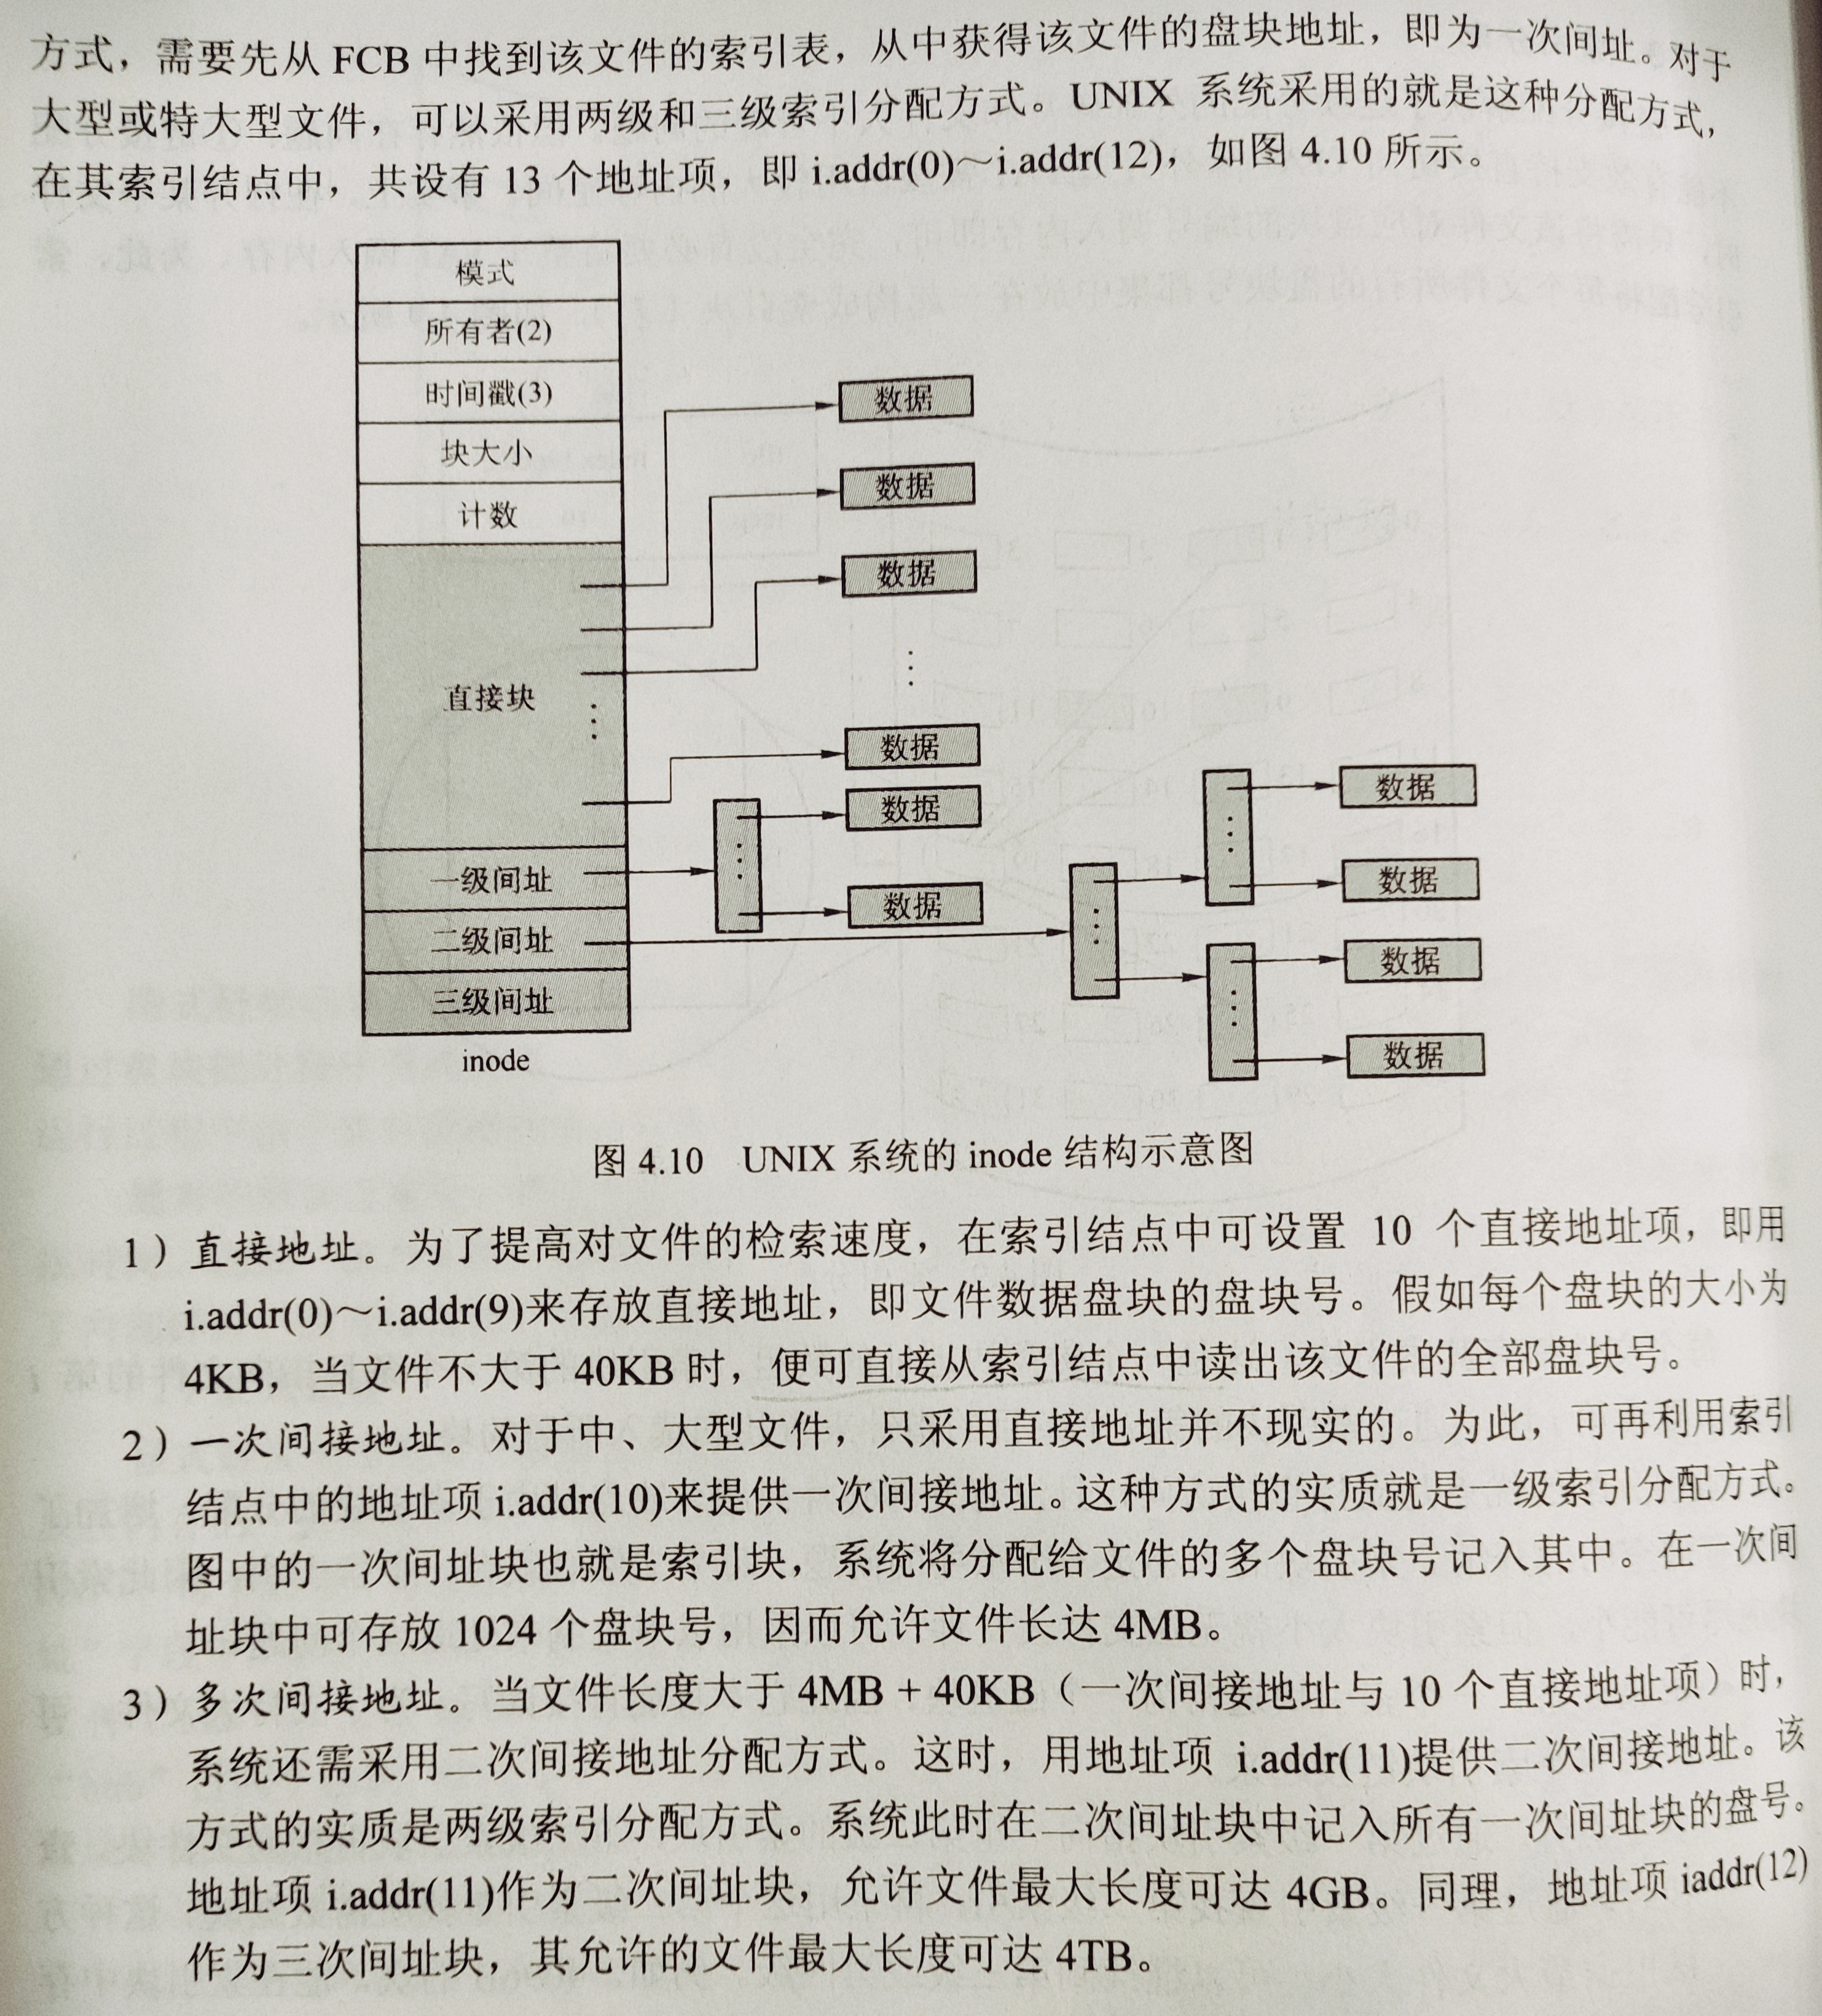 方式，需要先从 FCB 中找到该文件的索引表，从中获得该文件的盘块地址，即为一次间址。对于
大型或特大型文件，可以采用两级和三级索引分配方式。UNIX 系统采用的就是这种分配方式，
在其索引结点中，共设有 13 个地址项，即 i.addr(0)～i.addr(12)，如图 4.10 所示。
模式
所有者(2)
时间戳(3)
块大小
计数
直接块
一级间址
二级间址
三级间址
inode
数据
数据
数据
数据
数据
数据
数据
数据
数据
数据
图 4.10 UNIX 系统的 inode 结构示意图
1）直接地址。为了提高对文件的检索速度，在索引结点中可设置 10 个直接地址项，即用
i.addr(0)～i.addr(9)来存放直接地址，即文件数据盘块的盘块号。假如每个盘块的大小为
4KB，当文件不大于 40KB 时，便可直接从索引结点中读出该文件的全部盘块号。
2）一次间接地址。对于中、大型文件，只采用直接地址并不现实的。为此，可再利用索引
结点中的地址项 i.addr(10)来提供一次间接地址。这种方式的实质就是一级索引分配方式。
图中的一次间址块也就是索引块，系统将分配给文件的多个盘块号记入其中。在一次间
址块中可存放 1024 个盘块号，因而允许文件长达 4MB。
3）多次间接地址。当文件长度大于 4MB + 40KB（一次间接地址与 10 个直接地址项）时，
系统还需采用二次间接地址分配方式。这时，用地址项 i.addr(11)提供二次间接地址。该
方式的实质是两级索引分配方式。系统此时在二次间址块中记入所有一次间址块的盘号。
地址项 i.addr(11)作为二次间址块，允许文件最大长度可达 4GB。同理，地址项 iaddr(12)
作为三次间址块，其允许的文件最大长度可达 4TB。